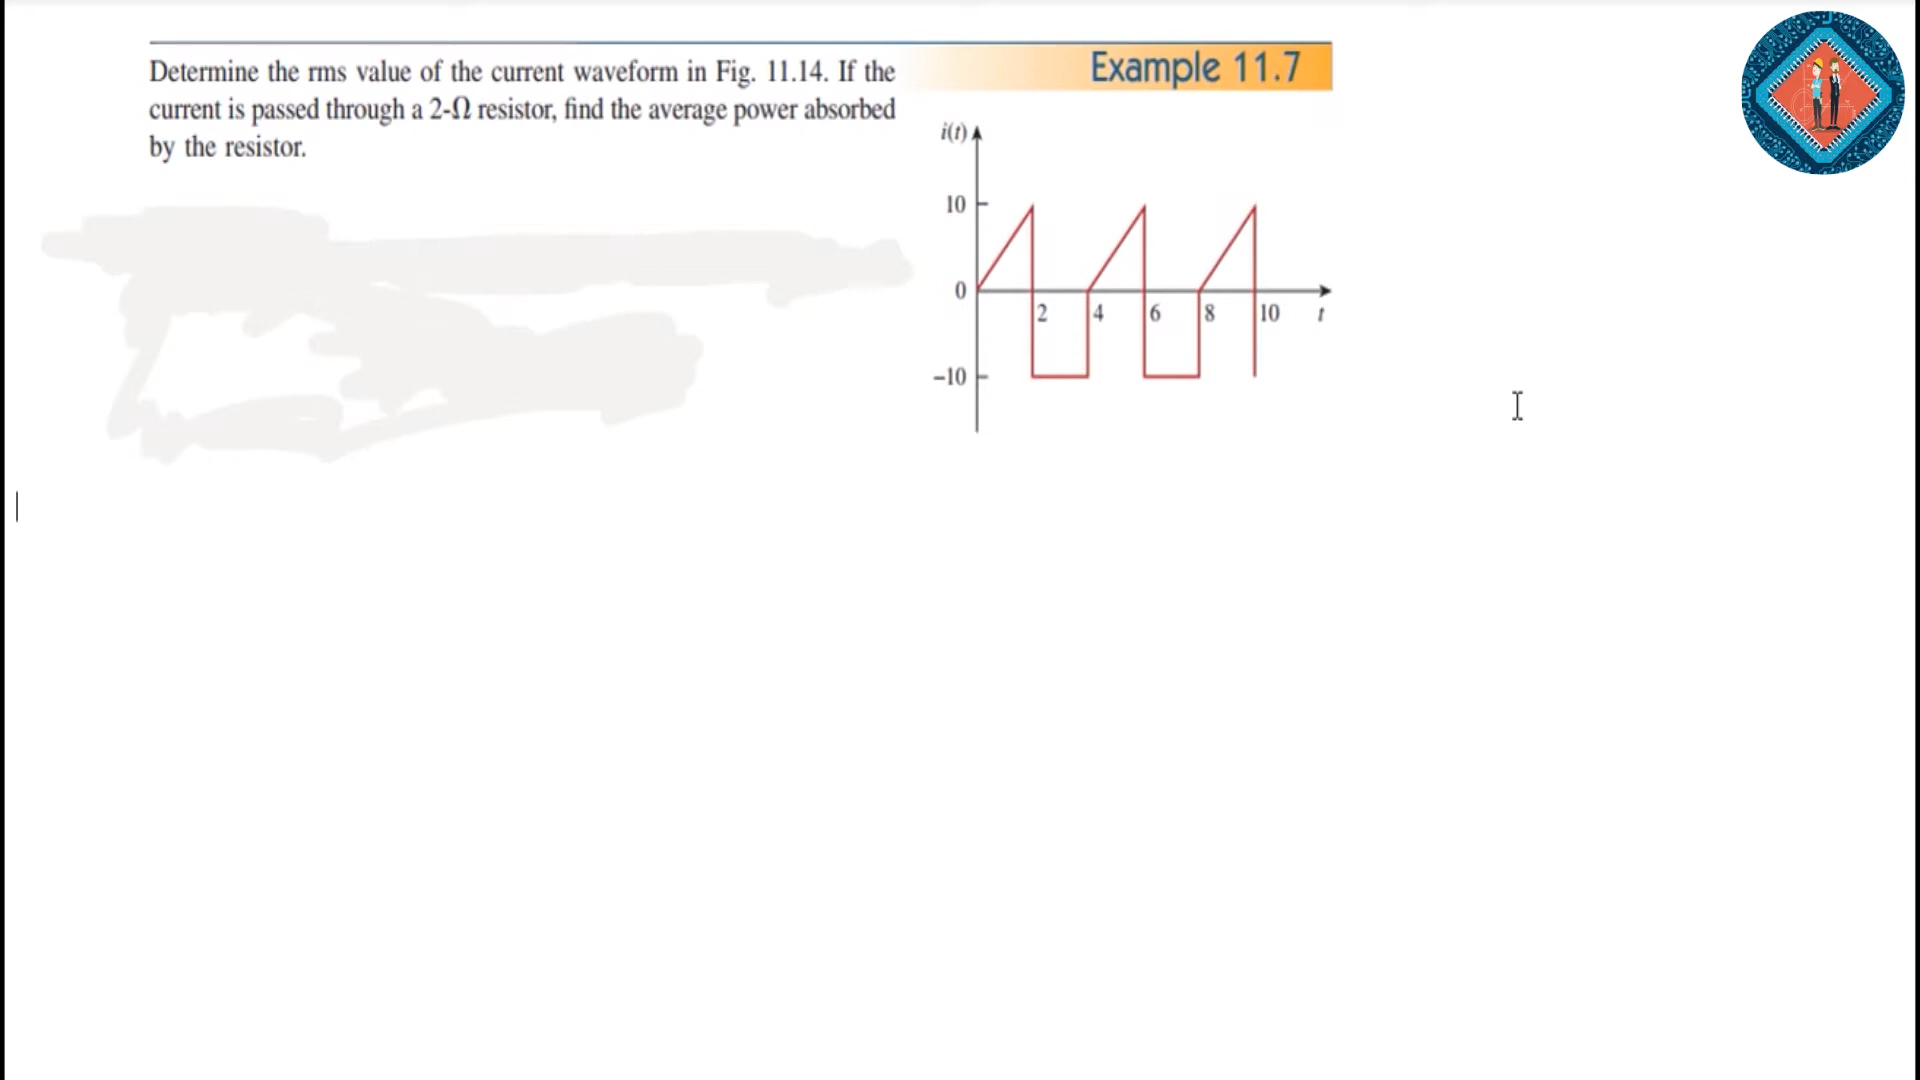 Example 11.7
Determine the rms value of the current waveform in Fig. 11.14. If the
current is passed through a 2-Ω resistor, find the average power absorbed
by the resistor.
i(t)
10
0
2 4 6 8 10 t
−10